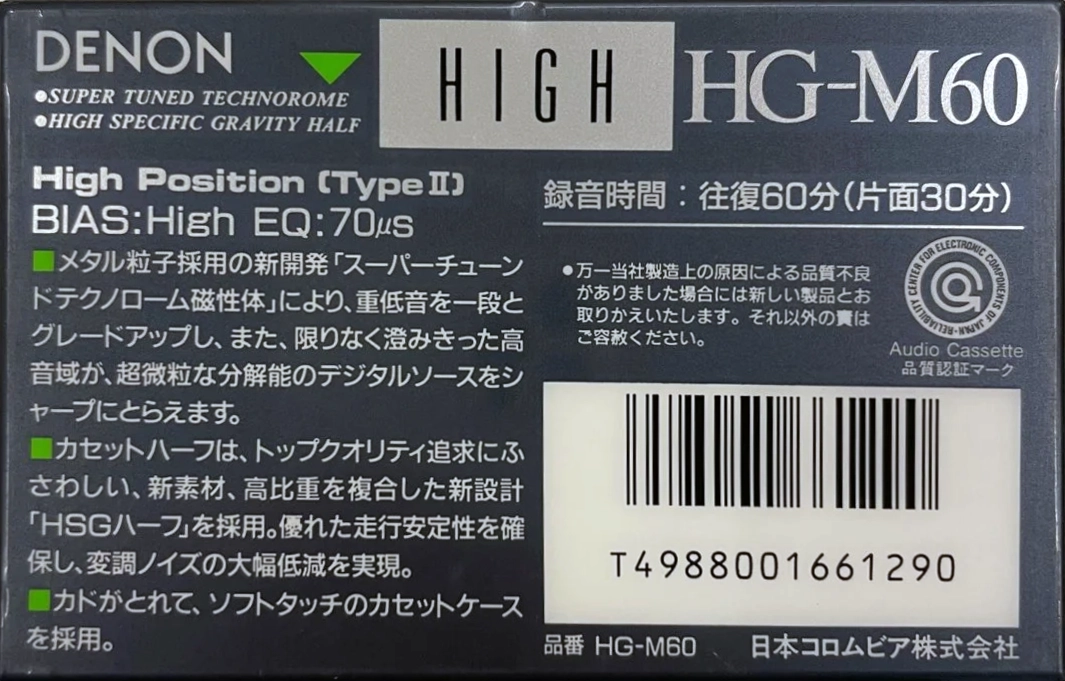 DENON
●SUPER TUNED TECHNOROME
●HIGH SPECIFIC GRAVITY HALF
HIGH
HG-M60
High Position (TypeⅡ)
BIAS:High EQ:70μs
■メタル粒子採用の新開発「スーパーチューン
ドテクノローム磁性体」により、重低音を一段と
グレードアップし、また、限りなく澄みきった高
音域が、超微粒な分解能のデジタルソースをシ
ャープにとらえます。
■カセットハーフは、トップクオリティ追求にふ
さわしい、新素材、高比重を複合した新設計
「HSGハーフ」を採用。優れた走行安定性を確
保し、変調ノイズの大幅低減を実現。
■カドがとれて、ソフトタッチのカセットケース
を採用。
録音時間：往復60分(片面30分)
●万一当社製造上の原因による品質不良
がありました場合には新しい製品とお
取りかえいたします。それ以外の責は
ご容赦ください。
RELIABILITY CENTER FOR ELECTRONIC COMPONENTS OF JAPAN
Audio Cassette
品質認証マーク
T4988001661290
品番 HG-M60
日本コロムビア株式会社